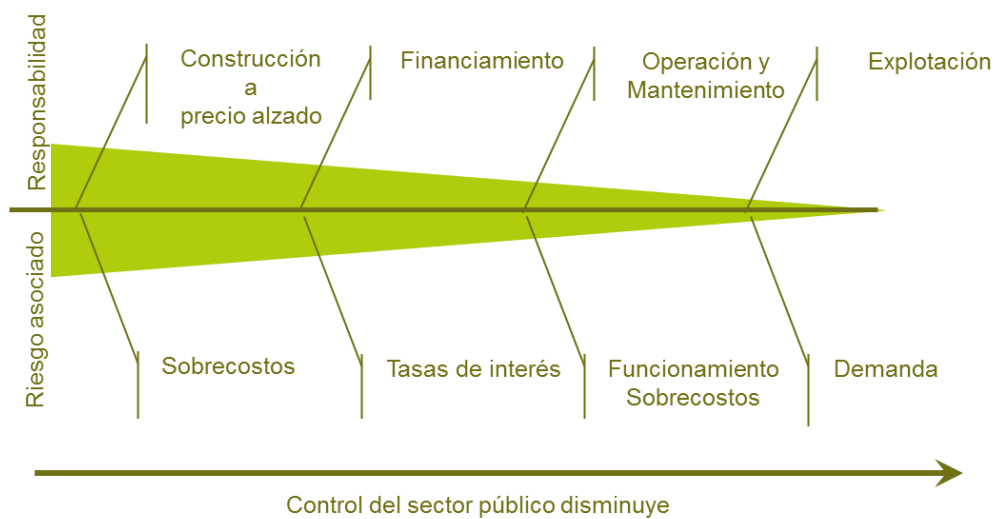 Responsabilidad
Construcción
a
precio alzado
Financiamiento
Operación y
Mantenimiento
Explotación
Riesgo asociado
Sobrecostos
Tasas de interés
Funcionamiento
Sobrecostos
Demanda
Control del sector público disminuye